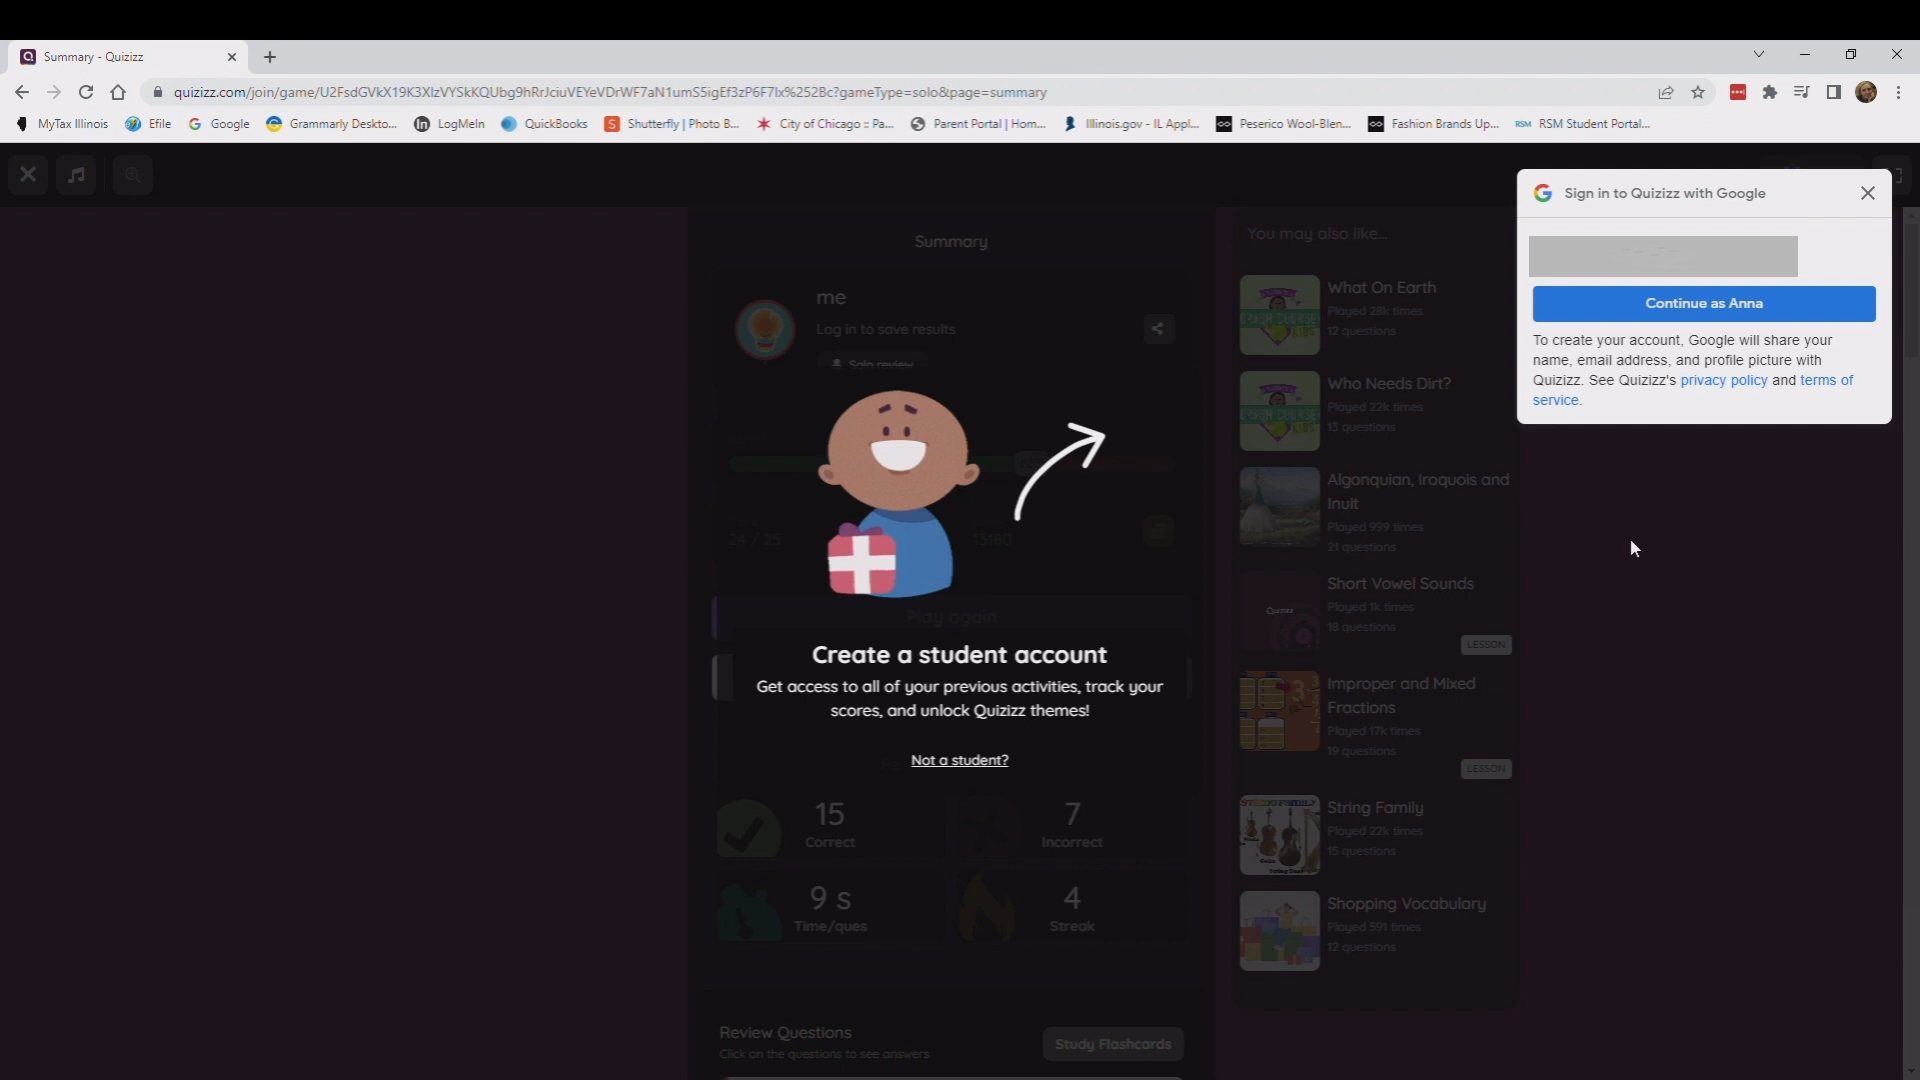 Summary - Quizizz
quizizz.com/join/game/U2FsdGVkX19K3XlzVYSkKQUbg9hRrJciuVEYeVDrWF7aN1umS5igEf3zP6F7lx%252Bc?gameType=solo&page=summary
MyTax Illinois Efile Google Grammarly Deskto... LogMeIn QuickBooks Shutterfly | Photo B... City of Chicago :: Pa... Parent Portal | Hom... Illinois.gov - IL Appl... Peserico Wool-Blen... Fashion Brands Up... RSM RSM Student Portal...
Sign in to Quizizz with Google
Continue as Anna
To create your account, Google will share your
name, email address, and profile picture with
Quizizz. See Quizizz's privacy policy and terms of
service.
Summary
me
Log in to save results
Solo review
24 / 25
13180
Play again
Create a student account
Get access to all of your previous activities, track your
scores, and unlock Quizizz themes!
Not a student?
15
Correct
7
Incorrect
9 s
Time/ques
4
Streak
Review Questions
Click on the questions to see answers
Study Flashcards
You may also like...
What On Earth
Played 28k times
12 questions
Who Needs Dirt?
Played 22k times
13 questions
Algonquian, Iroquois and
Inuit
Played 999 times
21 questions
Short Vowel Sounds
Played 1k times
18 questions
LESSON
Improper and Mixed
Fractions
Played 17k times
19 questions
LESSON
String Family
Played 22k times
15 questions
Shopping Vocabulary
Played 591 times
12 questions